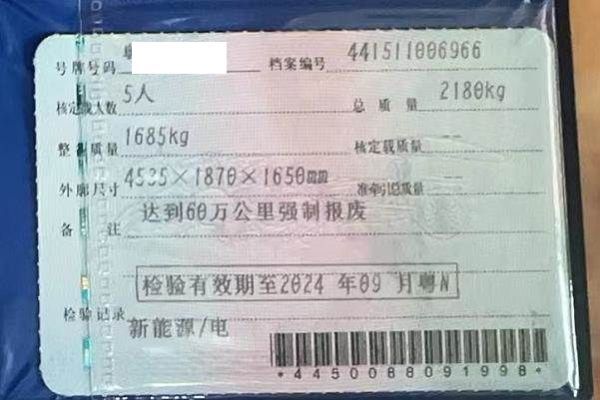 号牌号码 粤 档案编号 441511006966
核定载人数 5人 总质量 2180kg
整备质量 1685kg 核定载质量 --
外廓尺寸 4535×1870×1650mm 准牵引总质量 --
备注 达到60万公里强制报废
检验有效期至2024年09月粤N
检验记录
新能源/电
*4450088091998*